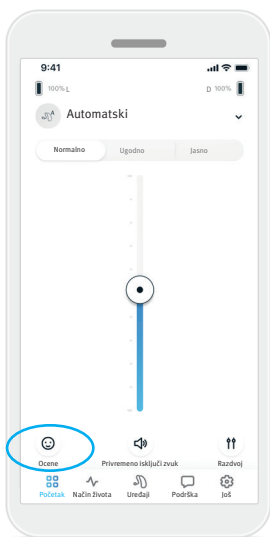 9:41
100% L D 100%
Automatski
Normalno Ugodno Jasno
Ocene Privremeno isključi zvuk Razdvoj
Početak Način života Uređaji Podrška Još